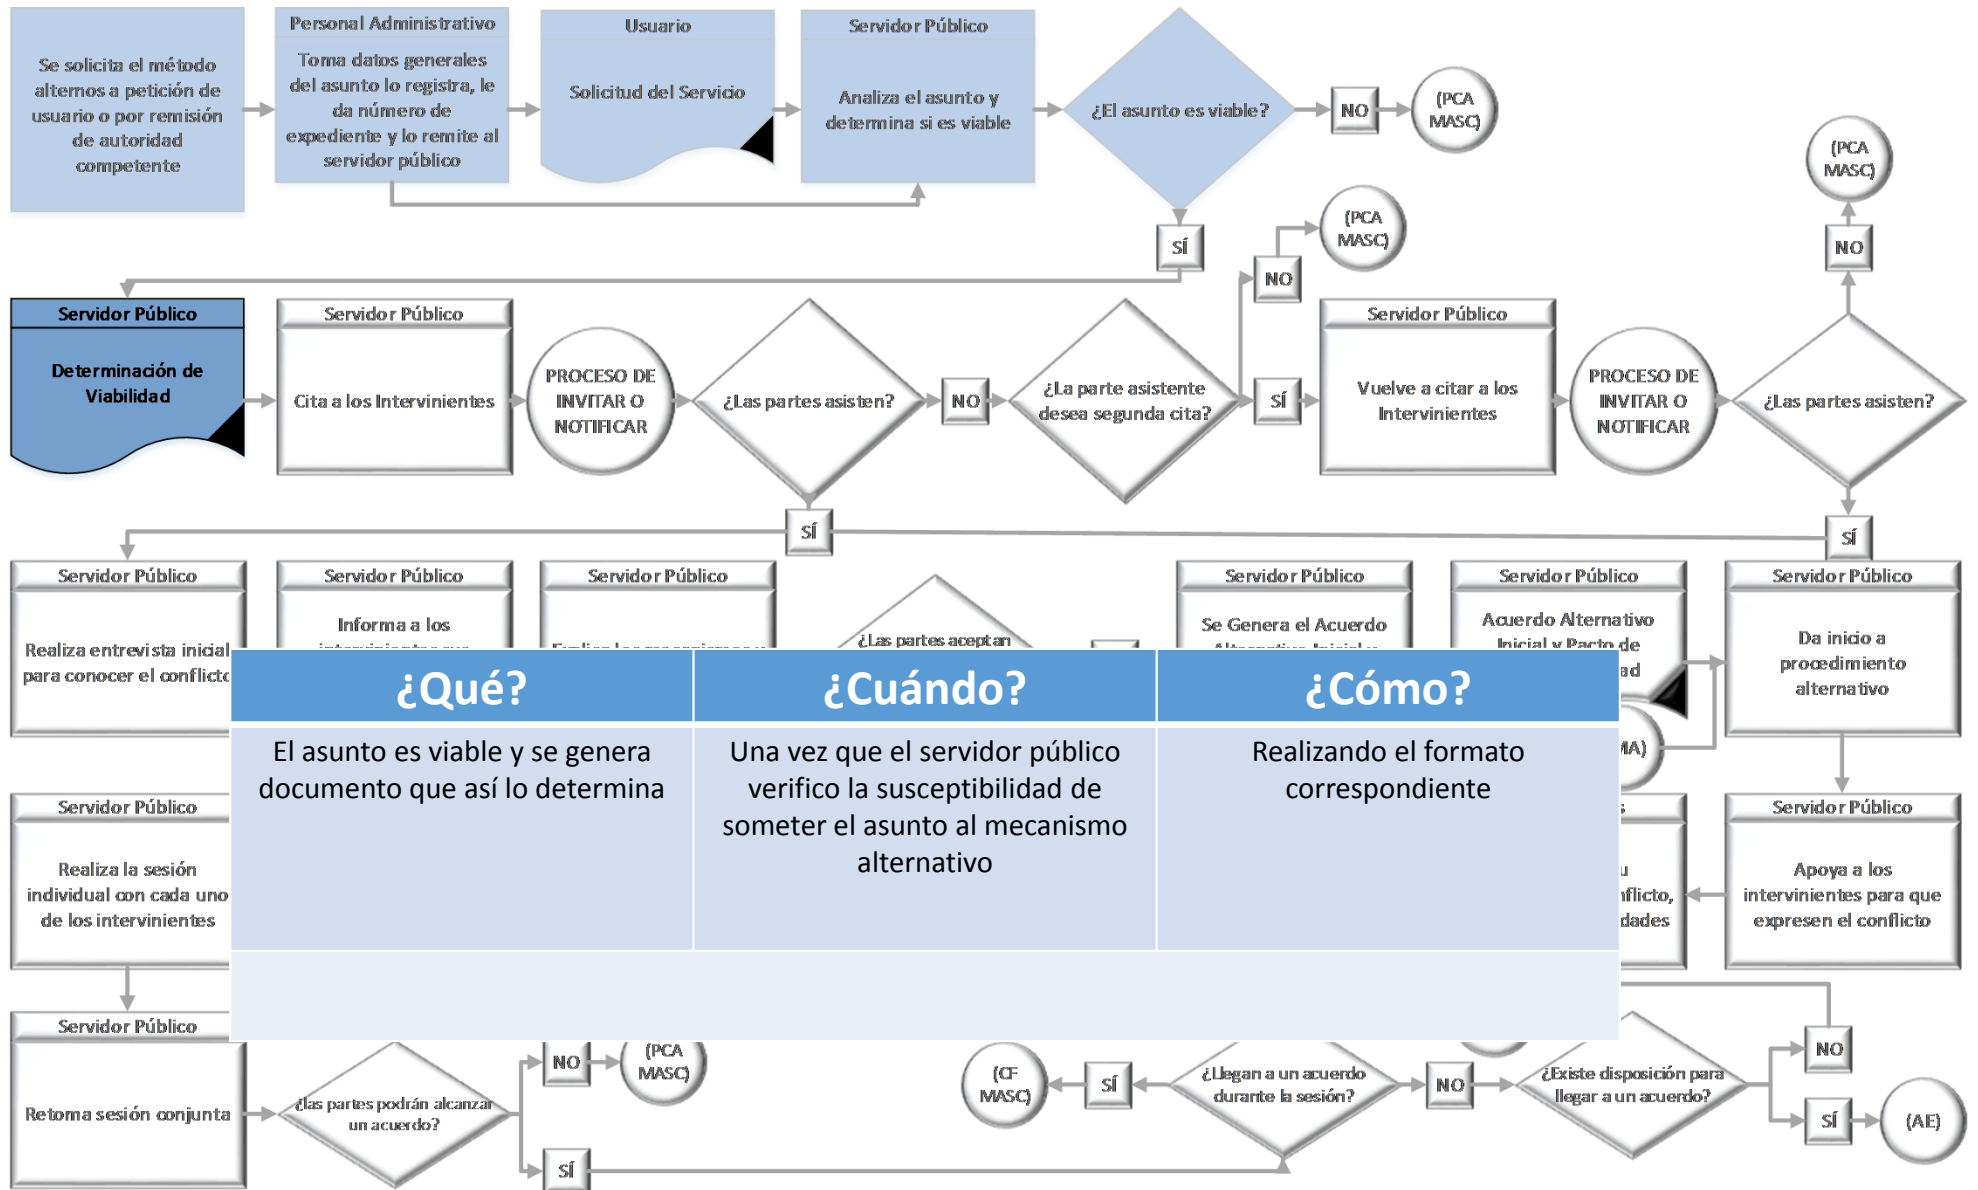 Se solicita el método
alternos a petición de
usuario o por remisión
de autoridad
competente
Personal Administrativo
Toma datos generales
del asunto lo registra, le
da número de
expediente y lo remite al
servidor público
Usuario
Solicitud del Servicio
Servidor Público
Analiza el asunto y
determina si es viable
¿El asunto es viable?
NO
(PCA
MASC)
SÍ
Servidor Público
Determinación de
Viabilidad
Servidor Público
Cita a los Intervinientes
PROCESO DE
INVITAR O
NOTIFICAR
¿Las partes asisten?
NO
¿La parte asistente
desea segunda cita?
NO
(PCA
MASC)
SÍ
Servidor Público
Vuelve a citar a los
Intervinientes
PROCESO DE
INVITAR O
NOTIFICAR
¿Las partes asisten?
NO
(PCA
MASC)
SÍ
SÍ
Servidor Público
Realiza entrevista inicial
para conocer el conflicto
Servidor Público
Informa a los
Servidor Público
¿Las partes aceptan
Servidor Público
Se Genera el Acuerdo
Alternativo Inicial y
Servidor Público
Acuerdo Alternativo
Inicial y Pacto de
Servidor Público
Da inicio a
procedimiento
alternativo
¿Qué?
¿Cuándo?
¿Cómo?
El asunto es viable y se genera
documento que así lo determina
Una vez que el servidor público
verifico la susceptibilidad de
someter el asunto al mecanismo
alternativo
Realizando el formato
correspondiente
Servidor Público
Realiza la sesión
individual con cada uno
de los intervinientes
Servidor Público
Apoya a los
intervinientes para que
expresen el conflicto
Servidor Público
Retoma sesión conjunta
¿las partes podrán alcanzar
un acuerdo?
NO
(PCA
MASC)
SÍ
(CF
MASC)
SÍ
¿Llegan a un acuerdo
durante la sesión?
NO
¿Existe disposición para
llegar a un acuerdo?
NO
SÍ
(AE)